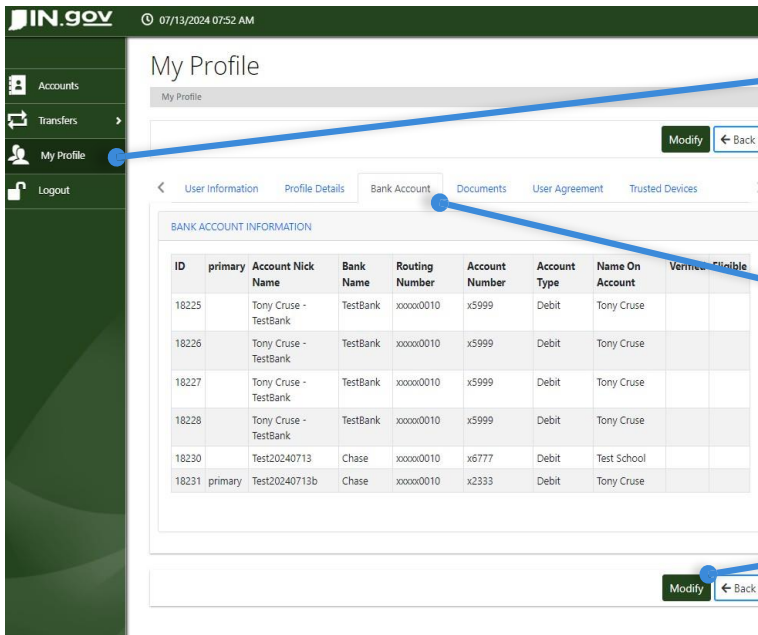 IN.gov
07/13/2024 07:52 AM
Accounts
Transfers
My Profile
Logout
My Profile
My Profile
Modify
← Back
User Information Profile Details Bank Account Documents User Agreement Trusted Devices
BANK ACCOUNT INFORMATION
ID primary Account Nick Name Bank Name Routing Number Account Number Account Type Name On Account Verified Eligible
18225 Tony Cruse - TestBank TestBank xxxxx0010 x5999 Debit Tony Cruse
18226 Tony Cruse - TestBank TestBank xxxxx0010 x5999 Debit Tony Cruse
18227 Tony Cruse - TestBank TestBank xxxxx0010 x5999 Debit Tony Cruse
18228 Tony Cruse - TestBank TestBank xxxxx0010 x5999 Debit Tony Cruse
18230 Test20240713 Chase xxxxx0010 x6777 Debit Test School
18231 primary Test20240713b Chase xxxxx0010 x2333 Debit Tony Cruse
Modify
← Back